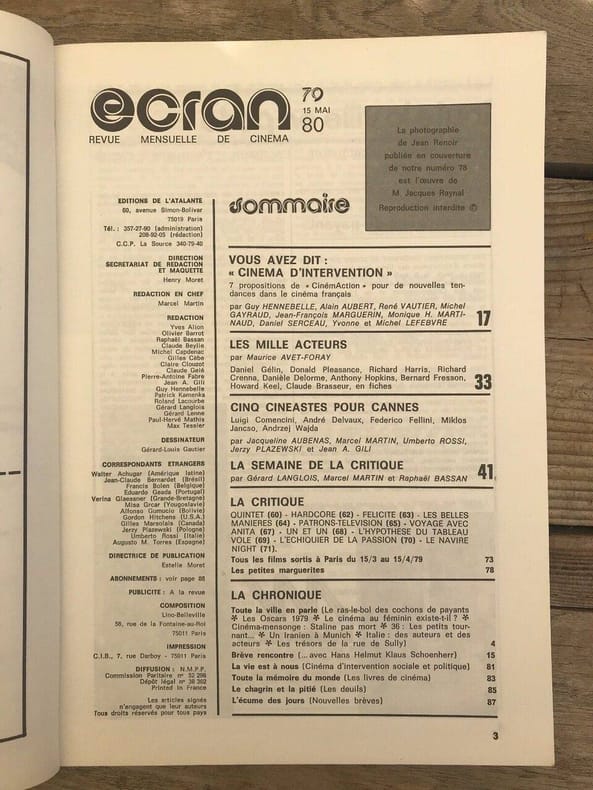 ecran
79
15 MAI
80
REVUE MENSUELLE DE CINEMA
La photographie
de Jean Renoir
publiée en couverture
de notre numéro 78
est l'œuvre de
M. Jacques Raynal
Reproduction interdite ©
EDITIONS DE L'ATALANTE
60, avenue Simon-Bolivar
75019 Paris
Tél. : 357-27-90 (administration)
208-92-05 (rédaction)
C.C.P. La Source 340-79-40
DIRECTION
SECRETARIAT DE REDACTION
ET MAQUETTE
Henry Moret
REDACTION EN CHEF
Marcel Martin
REDACTION
Yves Alion
Olivier Barrot
Raphaël Bassan
Claude Beylie
Michel Capdenac
Gilles Cèbe
Claire Clouzot
Claude Gelé
Pierre-Antoine Fabre
Jean A. Gili
Guy Hennebelle
Patrick Kamenka
Roland Lacourbe
Gérard Langlois
Gérard Lenne
Paul-Hervé Mathis
Max Tessier
DESSINATEUR
Gérard-Louis Gautier
CORRESPONDANTS ETRANGERS
Walter Achugar (Amérique latine)
Jean-Claude Bernardet (Brésil)
Francis Bolen (Belgique)
Eduardo Geada (Portugal)
Verina Glaessner (Grande-Bretagne)
Misa Grcar (Yougoslavie)
Alfonso Gumucio (Bolivie)
Gordon Hitchens (U.S.A.)
Gilles Marsolais (Canada)
Jerzy Plazewski (Pologne)
Umberto Rossi (Italie)
Augusto M. Torres (Espagne)
DIRECTRICE DE PUBLICATION
Estelle Moret
ABONNEMENTS : voir page 86
PUBLICITE : A la revue
COMPOSITION
Lino-Belleville
58, rue de la Fontaine-au-Roi
75011 Paris
IMPRESSION
C.I.B., 7, rue Darboy - 75011 Paris
DIFFUSION : N.M.P.P.
Commission Paritaire n° 52 298
Dépôt légal n° 38 302
Printed in France
Les articles signés
n'engagent que leur auteurs
Tous droits réservés pour tous pays
sommaire
VOUS AVEZ DIT :
« CINEMA D'INTERVENTION »
7 propositions de « CinémAction » pour de nouvelles ten-
dances dans le cinéma français
par Guy HENNEBELLE, Alain AUBERT, René VAUTIER, Michel
GAYRAUD, Jean-François MARGUERIN, Monique H. MARTI-
NAUD, Daniel SERCEAU, Yvonne et Michel LEFEBVRE 17
LES MILLE ACTEURS
par Maurice AVET-FORAY
Daniel Gélin, Donald Pleasance, Richard Harris, Richard
Crenna, Danièle Delorme, Anthony Hopkins, Bernard Fresson,
Howard Keel, Claude Brasseur, en fiches 33
CINQ CINEASTES POUR CANNES
Luigi Comencini, André Delvaux, Federico Fellini, Miklos
Jancso, Andrzej Wajda
par Jacqueline AUBENAS, Marcel MARTIN, Umberto ROSSI,
Jerzy PLAZEWSKI et Jean A. GILI
LA SEMAINE DE LA CRITIQUE
par Gérard LANGLOIS, Marcel MARTIN et Raphaël BASSAN 41
LA CRITIQUE
QUINTET (60) - HARDCORE (62) - FELICITE (63) - LES BELLES
MANIERES (64) - PATRONS-TELEVISION (65) - VOYAGE AVEC
ANITA (67) - UN ET UN (68) - L'HYPOTHESE DU TABLEAU
VOLE (69) - L'ECHIQUIER DE LA PASSION (70) - LE NAVIRE
NIGHT (71).
Tous les films sortis à Paris du 15/3 au 15/4/79 73
Les petites marguerites 78
LA CHRONIQUE
Toute la ville en parle (Le ras-le-bol des cochons de payants
✲ Les Oscars 1979 ✲ Le cinéma au féminin existe-t-il ? ✲
Cinéma-mensonge : Staline pas mort ✲ 36 : Les petits tour-
nant... ✲ Un Iranien à Munich ✲ Italie : des auteurs et des
acteurs ✲ Les trésors de la rue de Sully) 4
Brève rencontre (... avec Hans Helmut Klaus Schoenherr) 15
La vie est à nous (Cinéma d'intervention sociale et politique) 81
Toute la mémoire du monde (Les livres de cinéma) 83
Le chagrin et la pitié (Les deuils) 85
L'écume des jours (Nouvelles brèves) 87
3